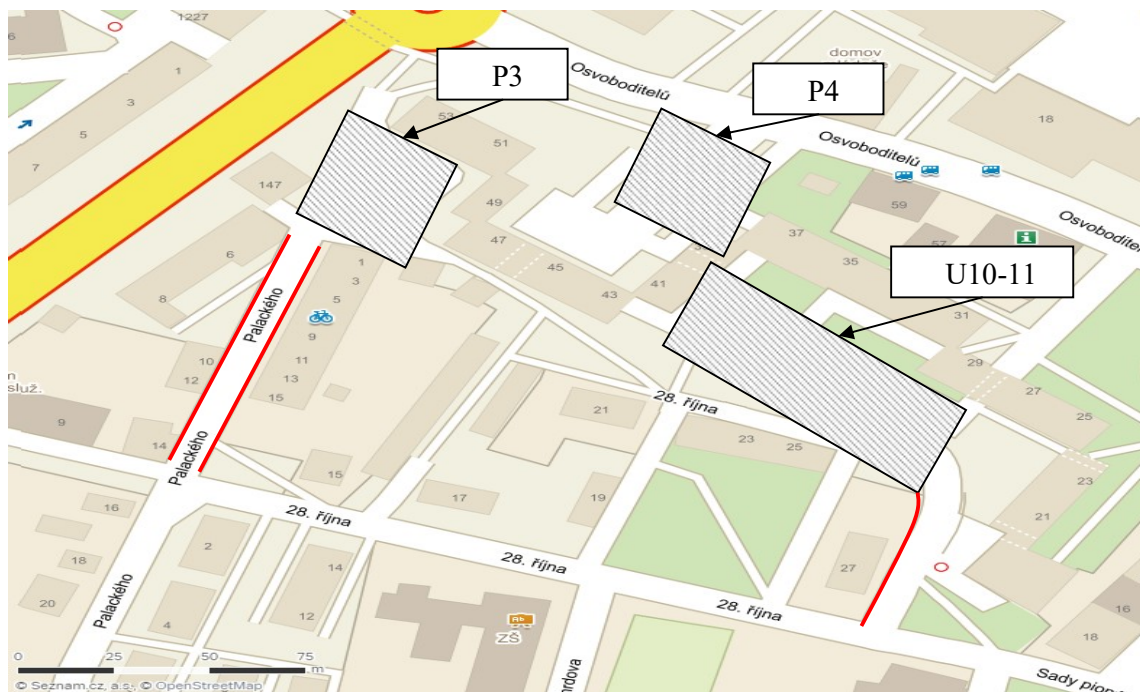 1227
6
1
3
5
7
P3
P4
U10-11
domov
Osvoboditelů
18
Osvoboditelů
Osvoboditelů
53
51
49
47
45
43
41
147
6
8
59
57
37
35
31
29
27
25
23
21
1
3
5
9
11
13
15
Palackého
10
12
služ.
9
14
Palackého
15
16
18
20
2
4
Palackého
28. října
14
12
17
19
21
28. října
23
25
28. října
ZŠ
27
28. října
16
18
Sady pion
0 25 50 75
m
© Seznam.cz, a.s., © OpenStreetMap